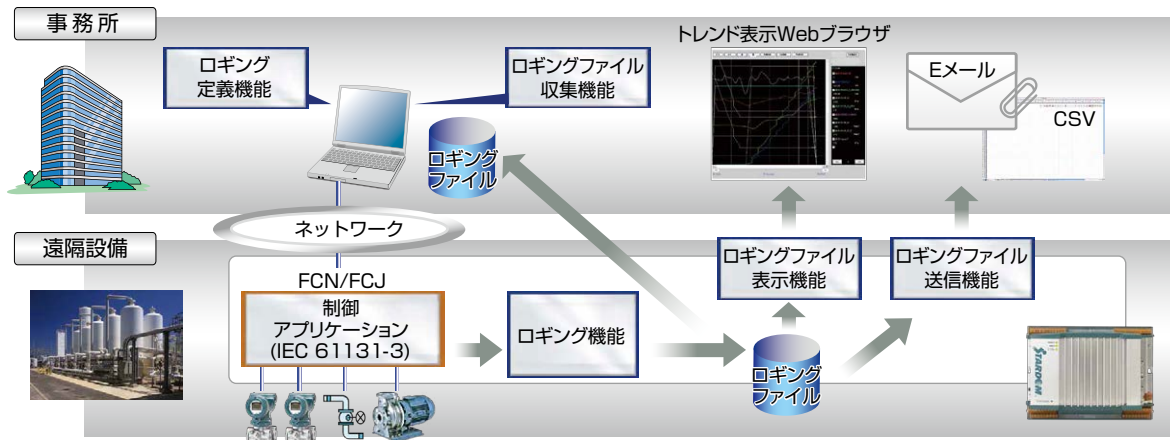 事務所
ロギング
定義機能
ロギングファイル
収集機能
トレンド表示Webブラウザ
Eメール
CSV
ロギング
ファイル
ネットワーク
遠隔設備
FCN/FCJ
制御
アプリケーション
(IEC 61131-3)
ロギング機能
ロギングファイル
表示機能
ロギングファイル
送信機能
ロギング
ファイル
STARDOM